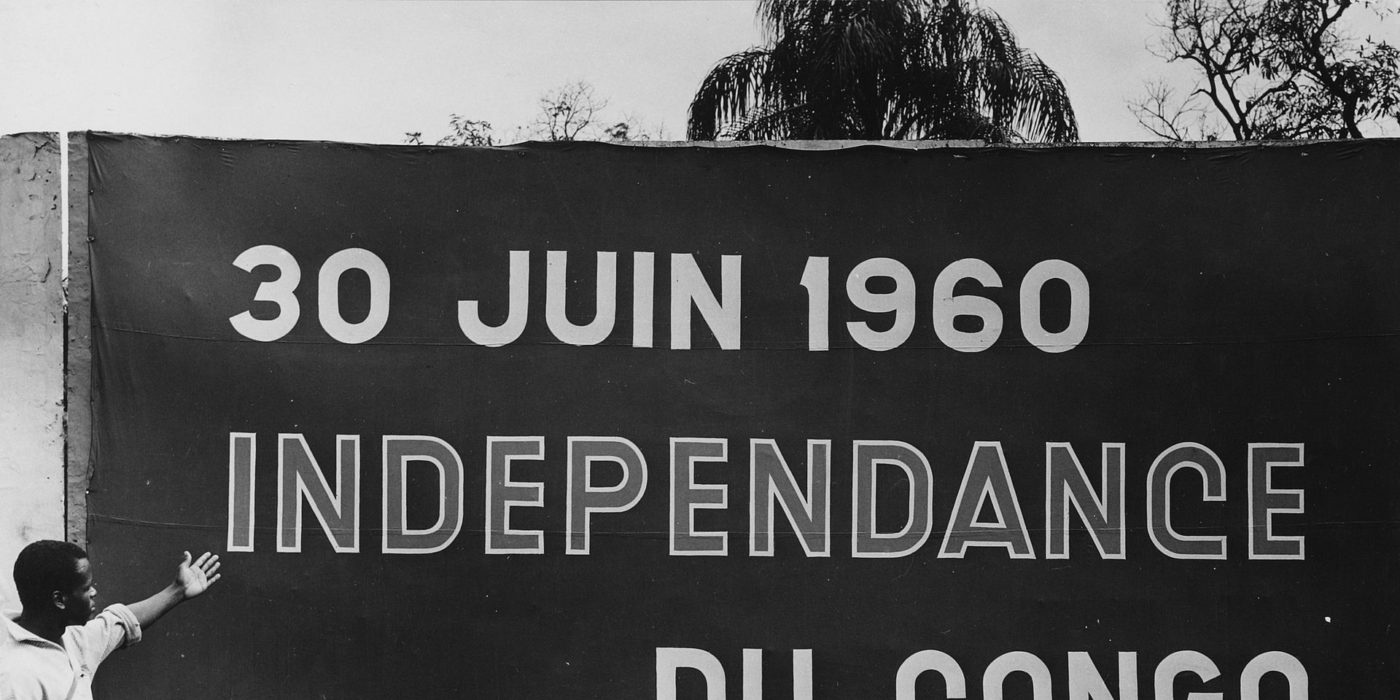 30 JUIN 1960
INDEPENDANCE
DU CONGO